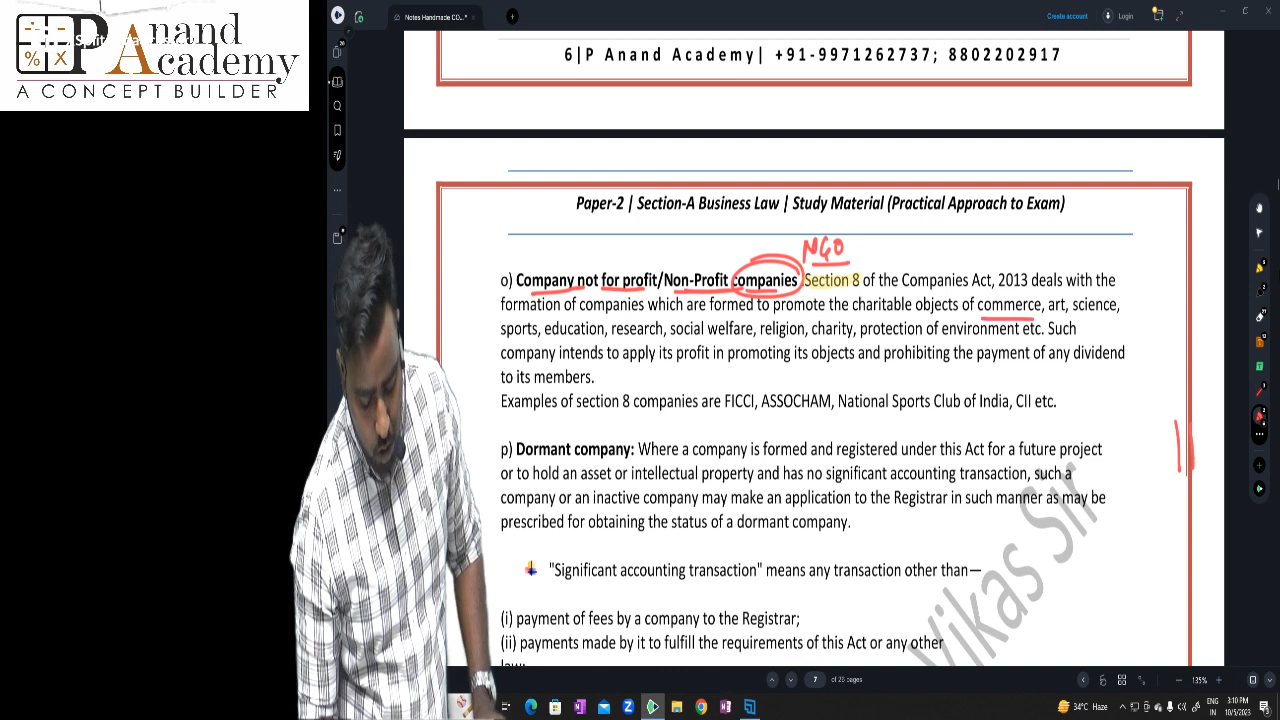 P Anand
Academy
A CONCEPT BUILDER
% X
Notes Handmade CO...*
Create account
Login
6|P Anand Academy| +91-9971262737; 8802202917
Paper-2 | Section-A Business Law | Study Material (Practical Approach to Exam)
NGO
o) Company not for profit/Non-Profit companies Section 8 of the Companies Act, 2013 deals with the
formation of companies which are formed to promote the charitable objects of commerce, art, science,
sports, education, research, social welfare, religion, charity, protection of environment etc. Such
company intends to apply its profit in promoting its objects and prohibiting the payment of any dividend
to its members.
Examples of section 8 companies are FICCI, ASSOCHAM, National Sports Club of India, CII etc.
p) Dormant company: Where a company is formed and registered under this Act for a future project
or to hold an asset or intellectual property and has no significant accounting transaction, such a
company or an inactive company may make an application to the Registrar in such manner as may be
prescribed for obtaining the status of a dormant company.
"Significant accounting transaction" means any transaction other than—
(i) payment of fees by a company to the Registrar;
(ii) payments made by it to fulfill the requirements of this Act or any other
law;
Vikas Sir
7 of 26 pages
135%
34°C Haze
ENG
IN
3:10 PM
10/5/2023